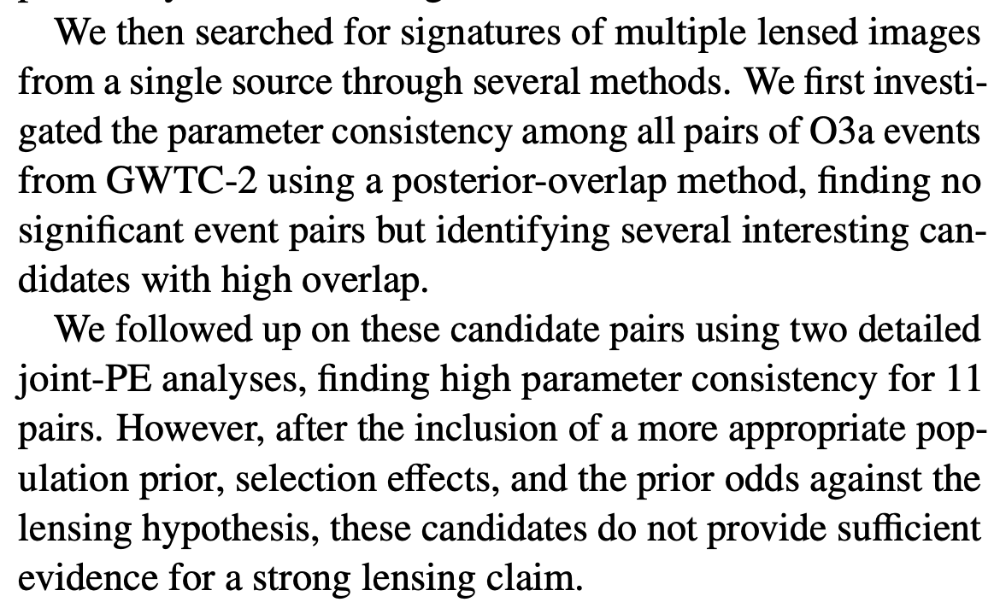 We then searched for signatures of multiple lensed images
from a single source through several methods. We first investi-
gated the parameter consistency among all pairs of O3a events
from GWTC-2 using a posterior-overlap method, finding no
significant event pairs but identifying several interesting can-
didates with high overlap.
We followed up on these candidate pairs using two detailed
joint-PE analyses, finding high parameter consistency for 11
pairs. However, after the inclusion of a more appropriate pop-
ulation prior, selection effects, and the prior odds against the
lensing hypothesis, these candidates do not provide sufficient
evidence for a strong lensing claim.